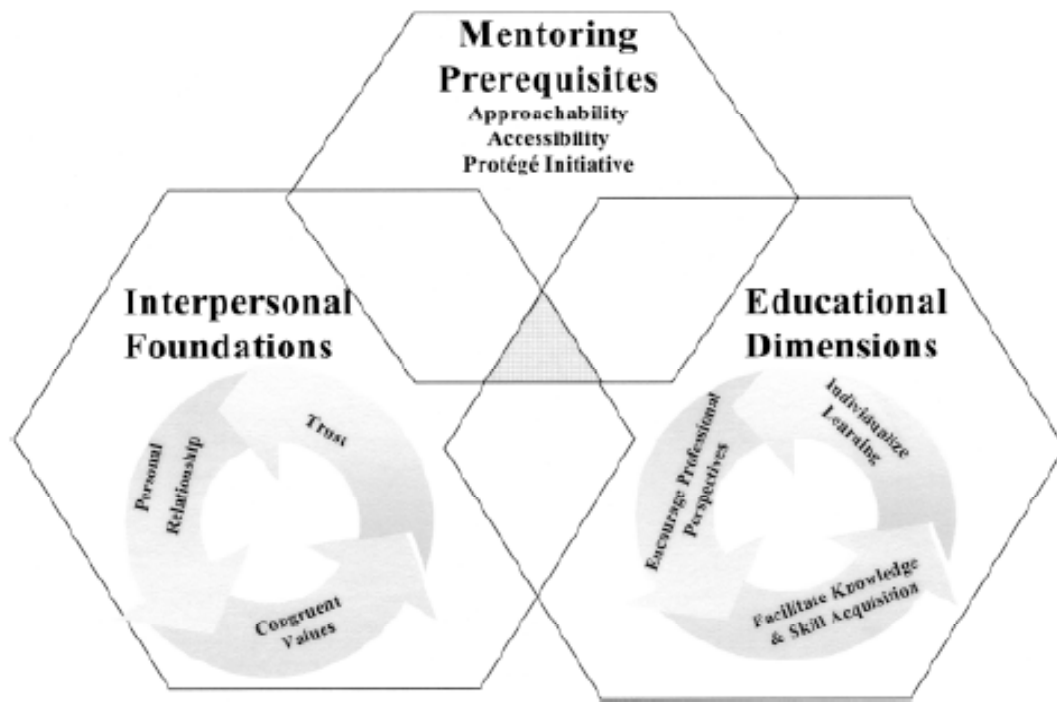 Mentoring
Prerequisites
Approachability
Accessibility
Protégé Initiative
Interpersonal
Foundations
Trust
Personal
Relationship
Congruent
Values
Educational
Dimensions
Individualize
Learning
Encourage Professional
Perspectives
Facilitate Knowledge
& Skill Acquisition